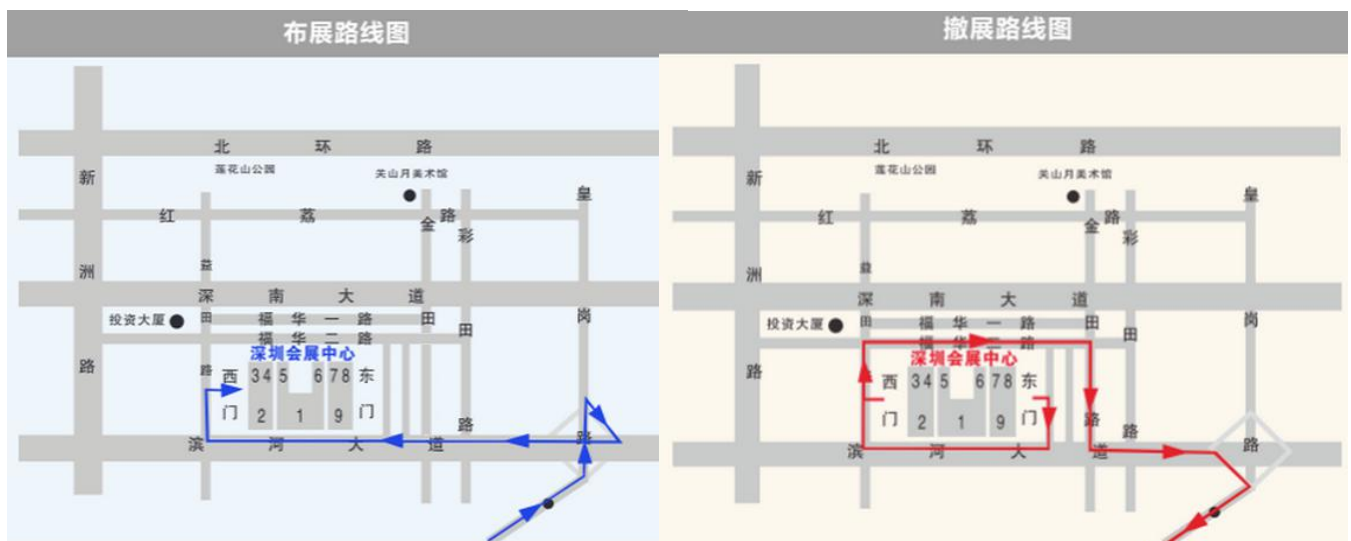 布展路线图
北环路
莲花山公园
关山月美术馆
新洲路
皇岗路
红荔路
金田
彩田路
益田路
深南大道
投资大厦
福华一路
福华二路
深圳会展中心
西门
3 4 5 6 7 8
2 1 9
东门
滨河大道
撤展路线图
北环路
莲花山公园
关山月美术馆
新洲路
皇岗路
红荔路
金田路
彩田路
益田
深南大道
投资大厦
福华一路
福华二路
深圳会展中心
西门
3 4 5 6 7 8
2 1 9
东门
滨河大道